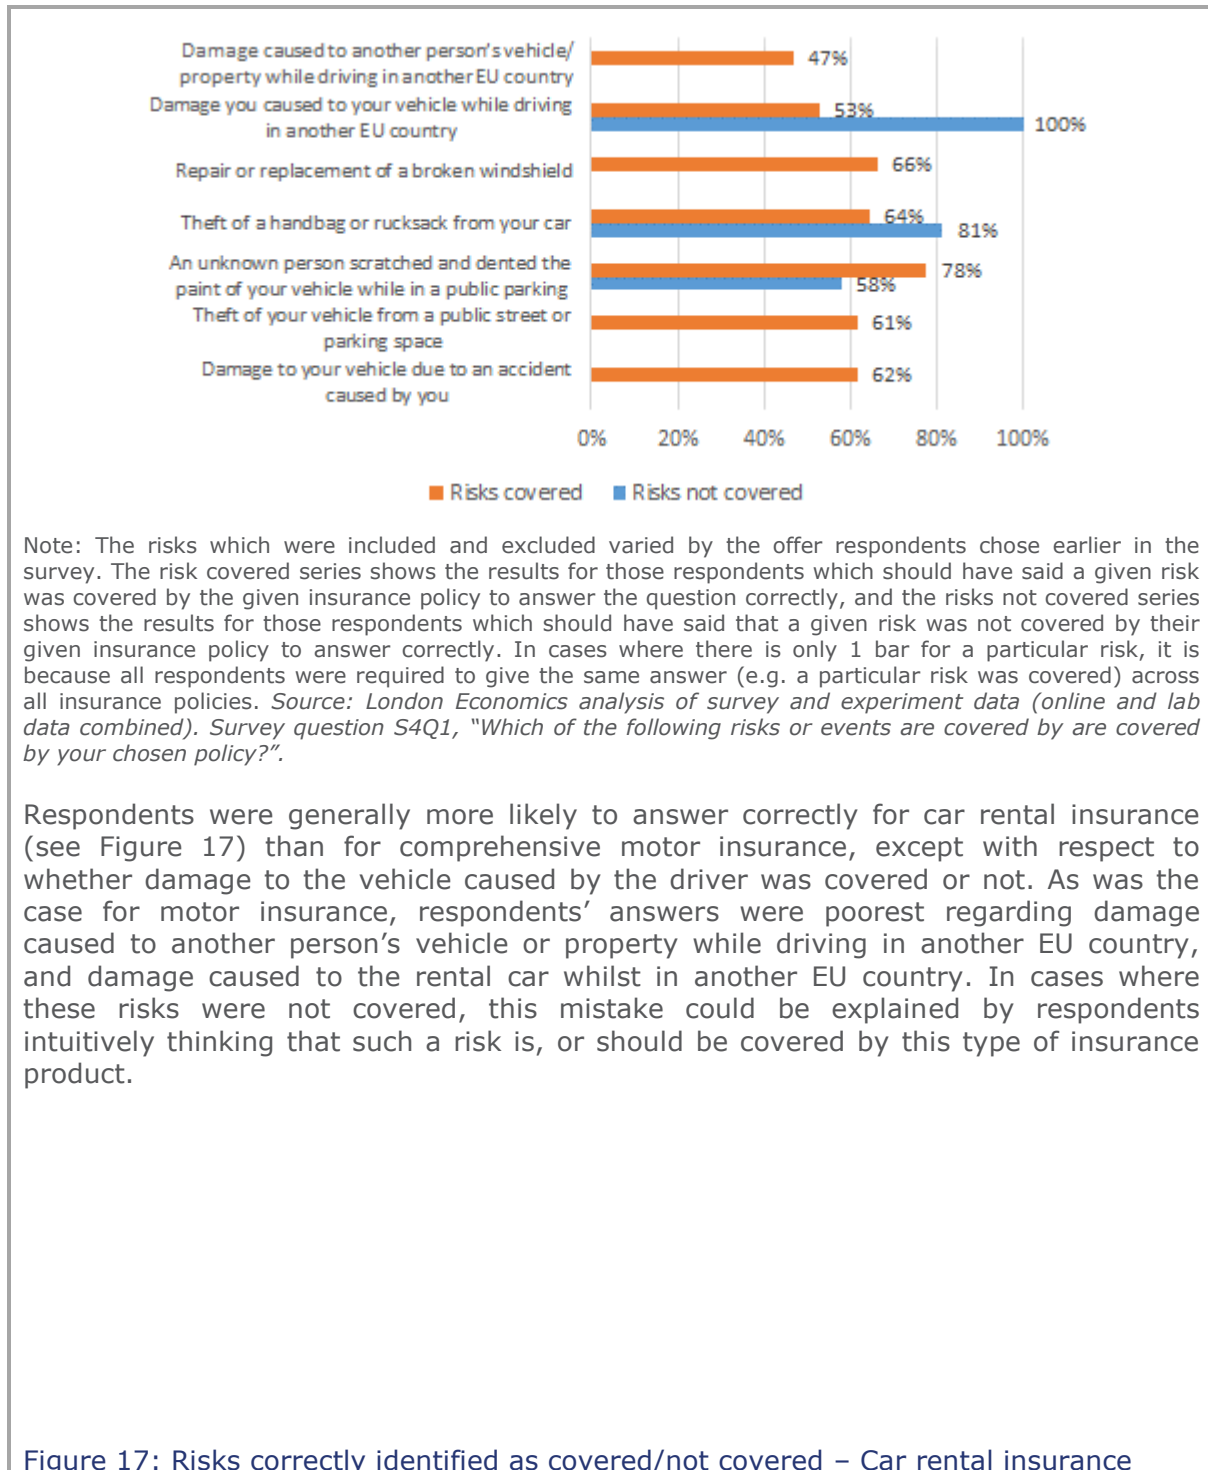 Damage caused to another person's vehicle/
property while driving in another EU country
47%
Damage you caused to your vehicle while driving
in another EU country
53%
100%
Repair or replacement of a broken windshield
66%
Theft of a handbag or rucksack from your car
64%
81%
An unknown person scratched and dented the
paint of your vehicle while in a public parking
78%
58%
Theft of your vehicle from a public street or
parking space
61%
Damage to your vehicle due to an accident
caused by you
62%
0% 20% 40% 60% 80% 100%
Risks covered Risks not covered
Note: The risks which were included and excluded varied by the offer respondents chose earlier in the
survey. The risk covered series shows the results for those respondents which should have said a given risk
was covered by the given insurance policy to answer the question correctly, and the risks not covered series
shows the results for those respondents which should have said that a given risk was not covered by their
given insurance policy to answer correctly. In cases where there is only 1 bar for a particular risk, it is
because all respondents were required to give the same answer (e.g. a particular risk was covered) across
all insurance policies. Source: London Economics analysis of survey and experiment data (online and lab
data combined). Survey question S4Q1, “Which of the following risks or events are covered by are covered
by your chosen policy?”.
Respondents were generally more likely to answer correctly for car rental insurance
(see Figure 17) than for comprehensive motor insurance, except with respect to
whether damage to the vehicle caused by the driver was covered or not. As was the
case for motor insurance, respondents’ answers were poorest regarding damage
caused to another person’s vehicle or property while driving in another EU country,
and damage caused to the rental car whilst in another EU country. In cases where
these risks were not covered, this mistake could be explained by respondents
intuitively thinking that such a risk is, or should be covered by this type of insurance
product.
Figure 17: Risks correctly identified as covered/not covered – Car rental insurance